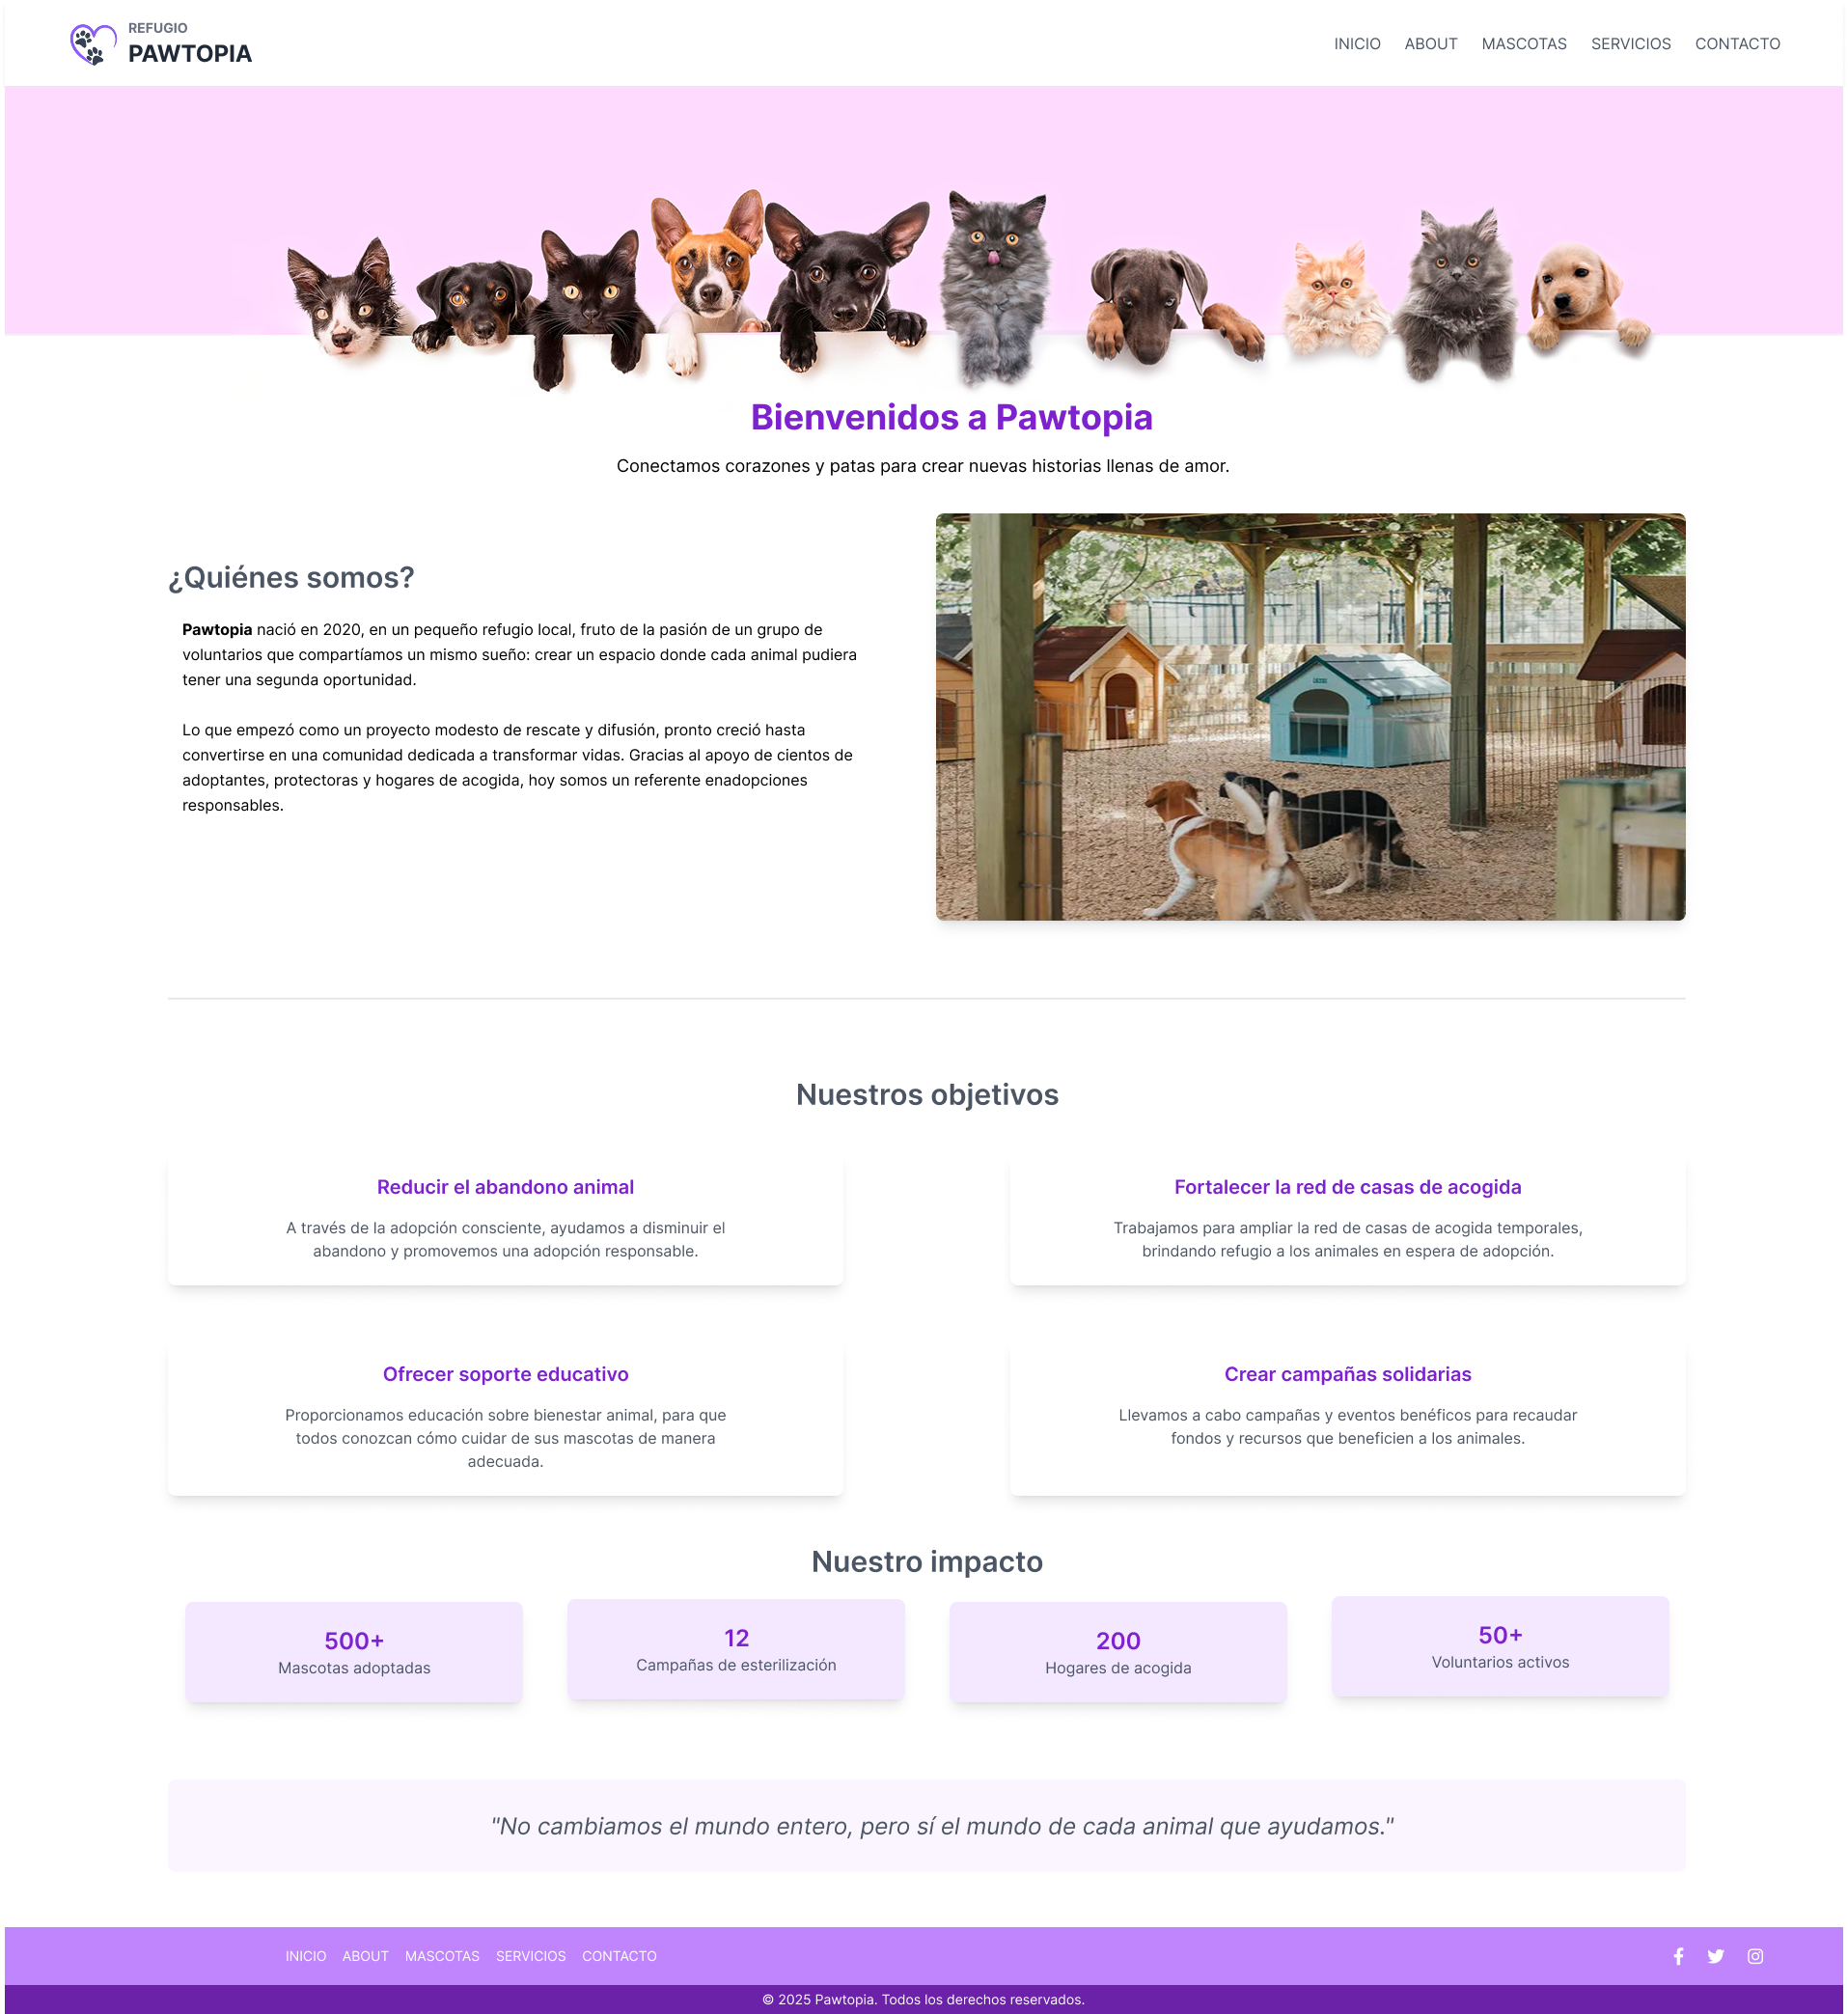 REFUGIO
PAWTOPIA
INICIO ABOUT MASCOTAS SERVICIOS CONTACTO
Bienvenidos a Pawtopia
Conectamos corazones y patas para crear nuevas historias llenas de amor.
¿Quiénes somos?
Pawtopia nació en 2020, en un pequeño refugio local, fruto de la pasión de un grupo de
voluntarios que compartíamos un mismo sueño: crear un espacio donde cada animal pudiera
tener una segunda oportunidad.
Lo que empezó como un proyecto modesto de rescate y difusión, pronto creció hasta
convertirse en una comunidad dedicada a transformar vidas. Gracias al apoyo de cientos de
adoptantes, protectoras y hogares de acogida, hoy somos un referente enadopciones
responsables.
Nuestros objetivos
Reducir el abandono animal
A través de la adopción consciente, ayudamos a disminuir el
abandono y promovemos una adopción responsable.
Fortalecer la red de casas de acogida
Trabajamos para ampliar la red de casas de acogida temporales,
brindando refugio a los animales en espera de adopción.
Ofrecer soporte educativo
Proporcionamos educación sobre bienestar animal, para que
todos conozcan cómo cuidar de sus mascotas de manera
adecuada.
Crear campañas solidarias
Llevamos a cabo campañas y eventos benéficos para recaudar
fondos y recursos que beneficien a los animales.
Nuestro impacto
500+
Mascotas adoptadas
12
Campañas de esterilización
200
Hogares de acogida
50+
Voluntarios activos
"No cambiamos el mundo entero, pero sí el mundo de cada animal que ayudamos."
INICIO ABOUT MASCOTAS SERVICIOS CONTACTO
© 2025 Pawtopia. Todos los derechos reservados.